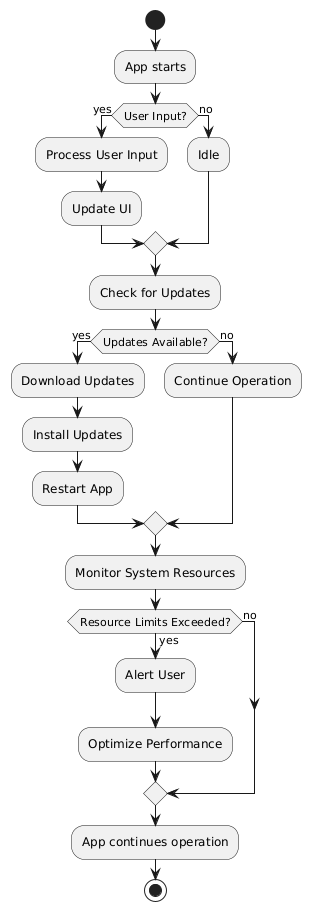 App starts
yes
User Input?
no
Process User Input
Idle
Update UI
Check for Updates
yes
Updates Available?
no
Download Updates
Continue Operation
Install Updates
Restart App
Monitor System Resources
Resource Limits Exceeded?
no
yes
Alert User
Optimize Performance
App continues operation